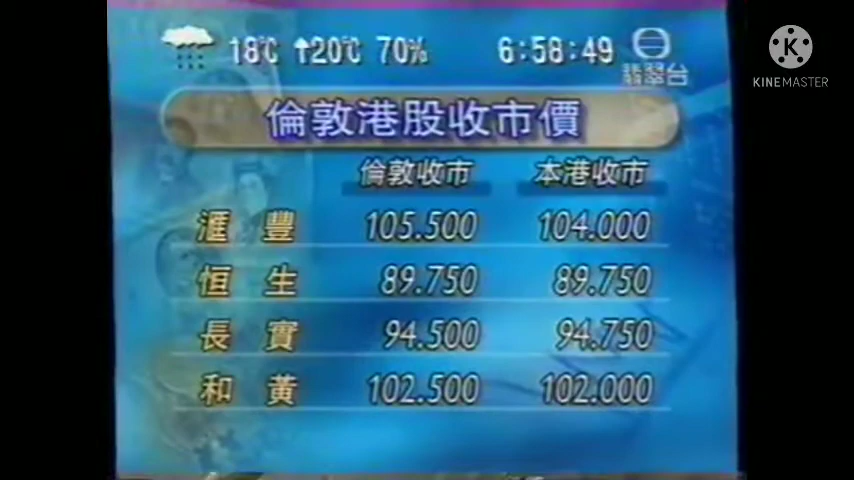 18℃ ⬆20℃ 70% 6:58:49
翡翠台
KINEMASTER
倫敦港股收市價
倫敦收市 本港收市
滙豐 105.500 104.000
恒生 89.750 89.750
長實 94.500 94.750
和黃 102.500 102.000